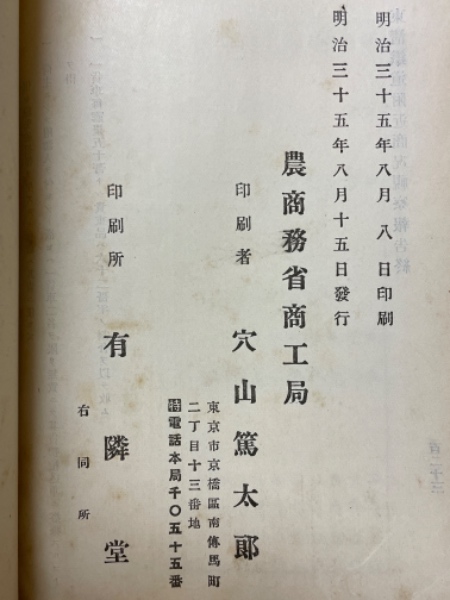 明治三十五年八月八日印刷
明治三十五年八月十五日發行
農商務省商工局
印刷者 穴山篤太郎
東京市京橋區南傳馬町
二丁目十三番地
電話本局千〇五十五番
印刷所 有隣堂
右同所